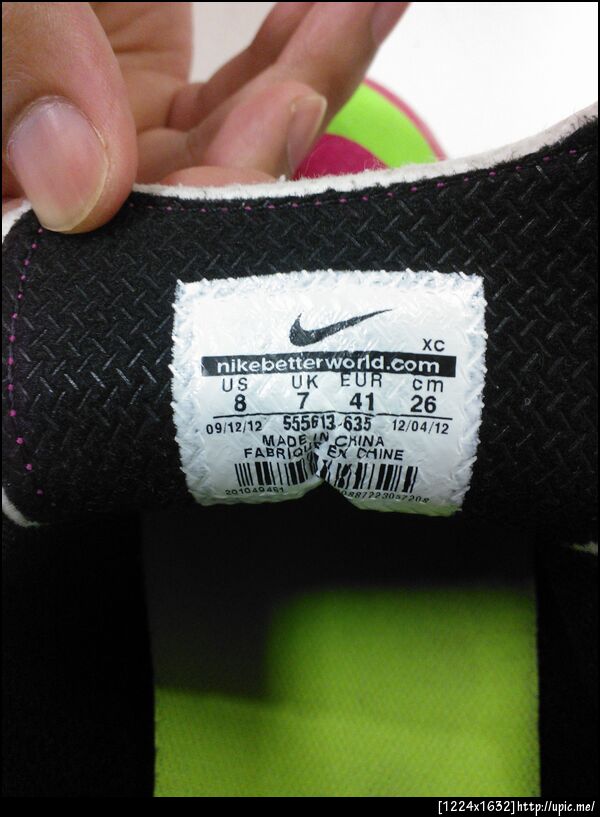 XC
nikebetterworld.com
US UK EUR cm
8 7 41 26
09/12/12 555613-635 12/04/12
MADE IN CHINA
FABRIQUE EN CHINE
[1224x1632]http://upic.me/